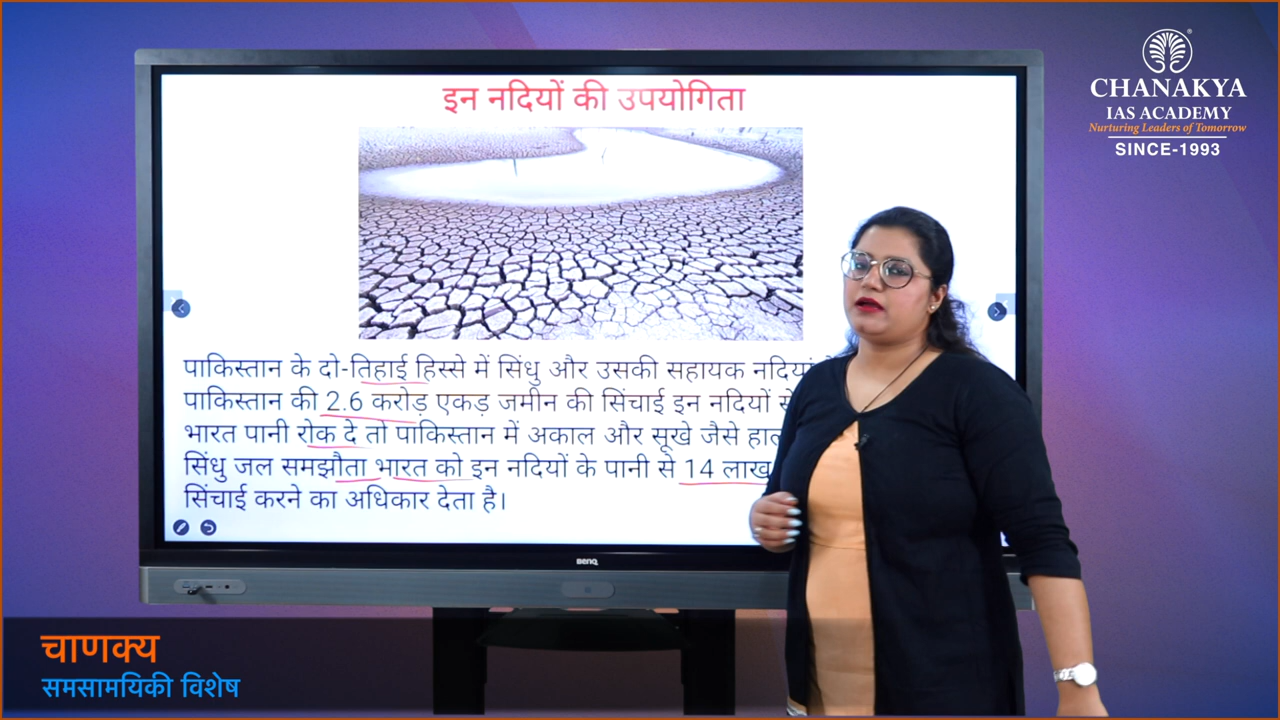 इन नदियों की उपयोगिता
पाकिस्तान के दो-तिहाई हिस्से में सिंधु और उसकी सहायक नदियां
पाकिस्तान की 2.6 करोड़ एकड़ जमीन की सिंचाई इन नदियों
भारत पानी रोक दे तो पाकिस्तान में अकाल और सूखे जैसे
सिंधु जल समझौता भारत को इन नदियों के पानी से 14 लाख
सिंचाई करने का अधिकार देता है।
BenQ
CHANAKYA
IAS ACADEMY
Nurturing Leaders of Tomorrow
SINCE-1993
चाणक्य
समसामयिकी विशेष